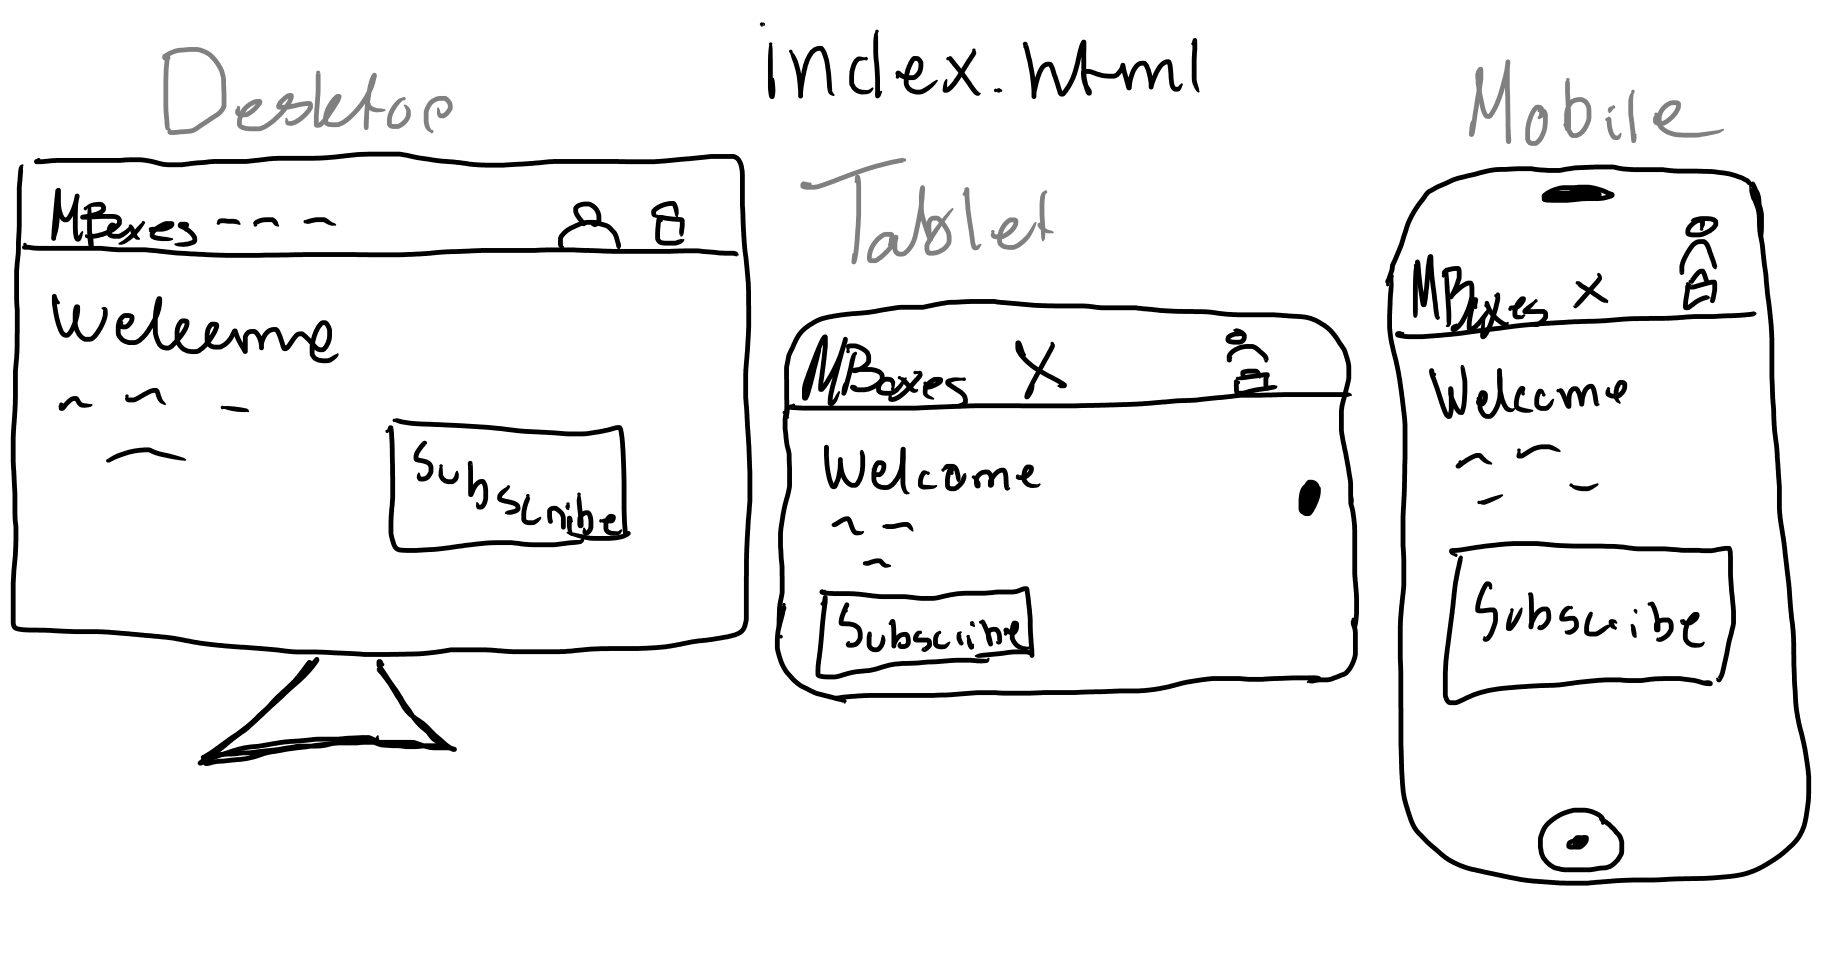 index.html
Desktop
MBoxes
Welcome
Subscribe
Tablet
MBoxes X
Welcome
Subscribe
Mobile
MBoxes X
Welcome
Subscribe